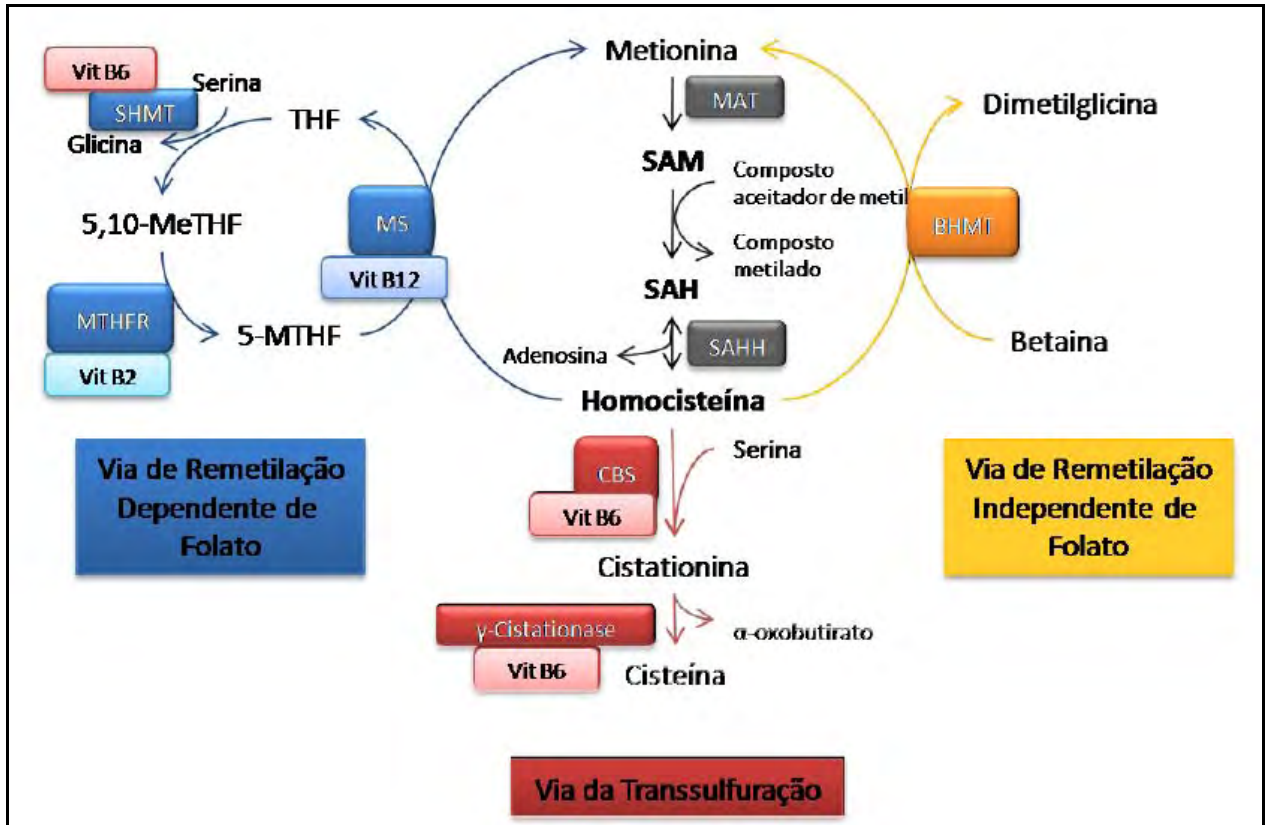 Metionina
Vit B6
Serina
SHMT
Glicina
THF
MAT
Dimetilglicina
SAM
Composto
aceitador de metil
5,10-MeTHF
MS
Vit B12
BHMT
Composto
metilado
SAH
MTHFR
Vit B2
5-MTHF
Adenosina
SAHH
Betaina
Homocisteína
Via de Remetilação
Dependente de
Folato
CBS
Vit B6
Serina
Via de Remetilação
Independente de
Folato
Cistationina
γ-Cistationase
Vit B6
α-oxobutirato
Cisteína
Via da Transsulfuração